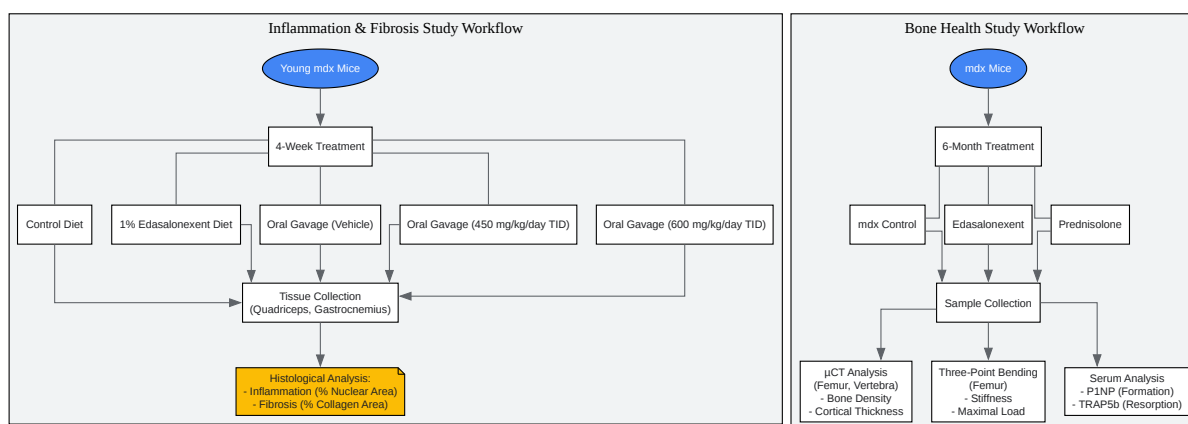 Inflammation & Fibrosis Study Workflow
Young mdx Mice
4-Week Treatment
Control Diet
1% Edasalonexent Diet
Oral Gavage (Vehicle)
Oral Gavage (450 mg/kg/day TID)
Oral Gavage (600 mg/kg/day TID)
Tissue Collection
(Quadriceps, Gastrocnemius)
Histological Analysis:
- Inflammation (% Nuclear Area)
- Fibrosis (% Collagen Area)
Bone Health Study Workflow
mdx Mice
6-Month Treatment
mdx Control
Edasalonexent
Prednisolone
Sample Collection
µCT Analysis
(Femur, Vertebra)
- Bone Density
- Cortical Thickness
Three-Point Bending
(Femur)
- Stiffness
- Maximal Load
Serum Analysis
- P1NP (Formation)
- TRAP5b (Resorption)